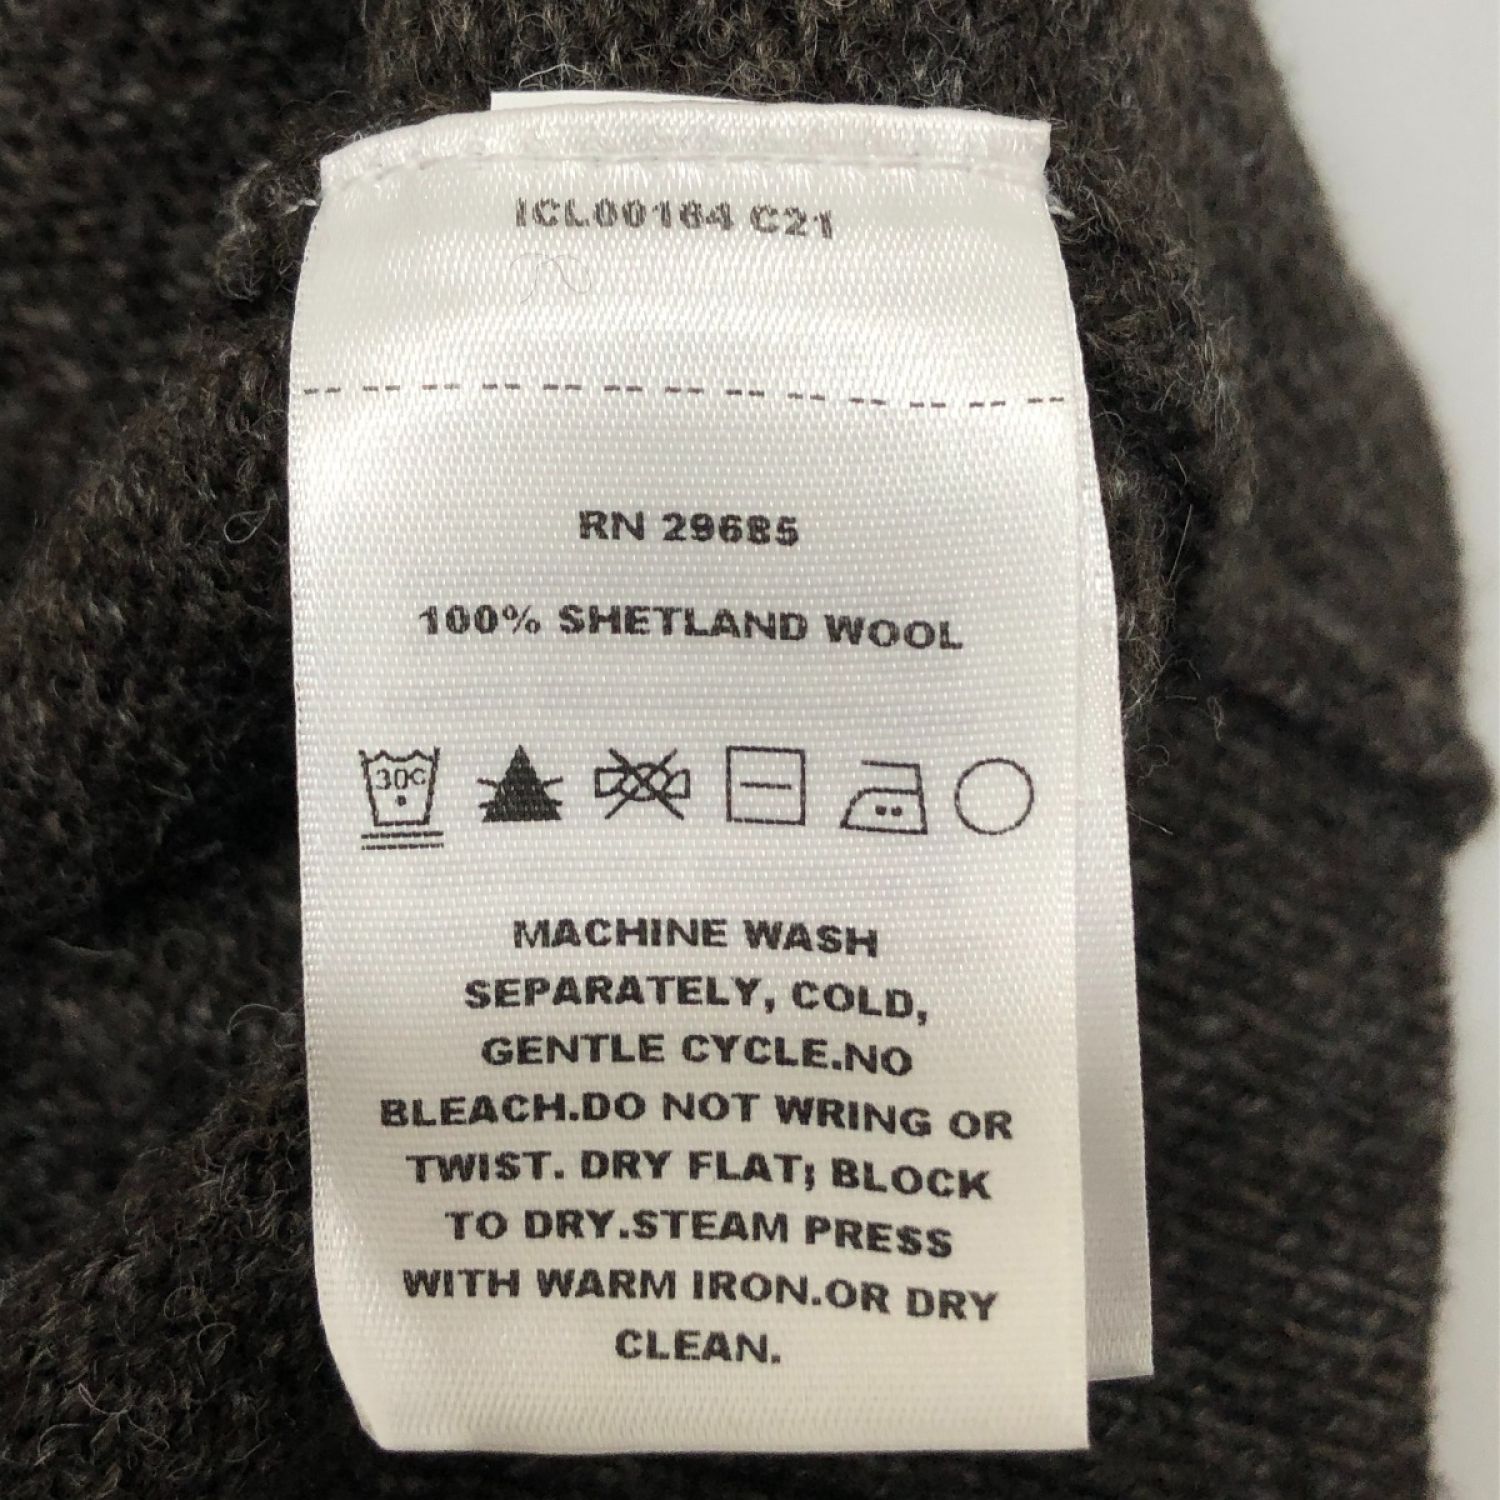 ICL00164 C21
RN 29685
100% SHETLAND WOOL
30C
MACHINE WASH
SEPARATELY, COLD,
GENTLE CYCLE.NO
BLEACH.DO NOT WRING OR
TWIST. DRY FLAT; BLOCK
TO DRY.STEAM PRESS
WITH WARM IRON.OR DRY
CLEAN.